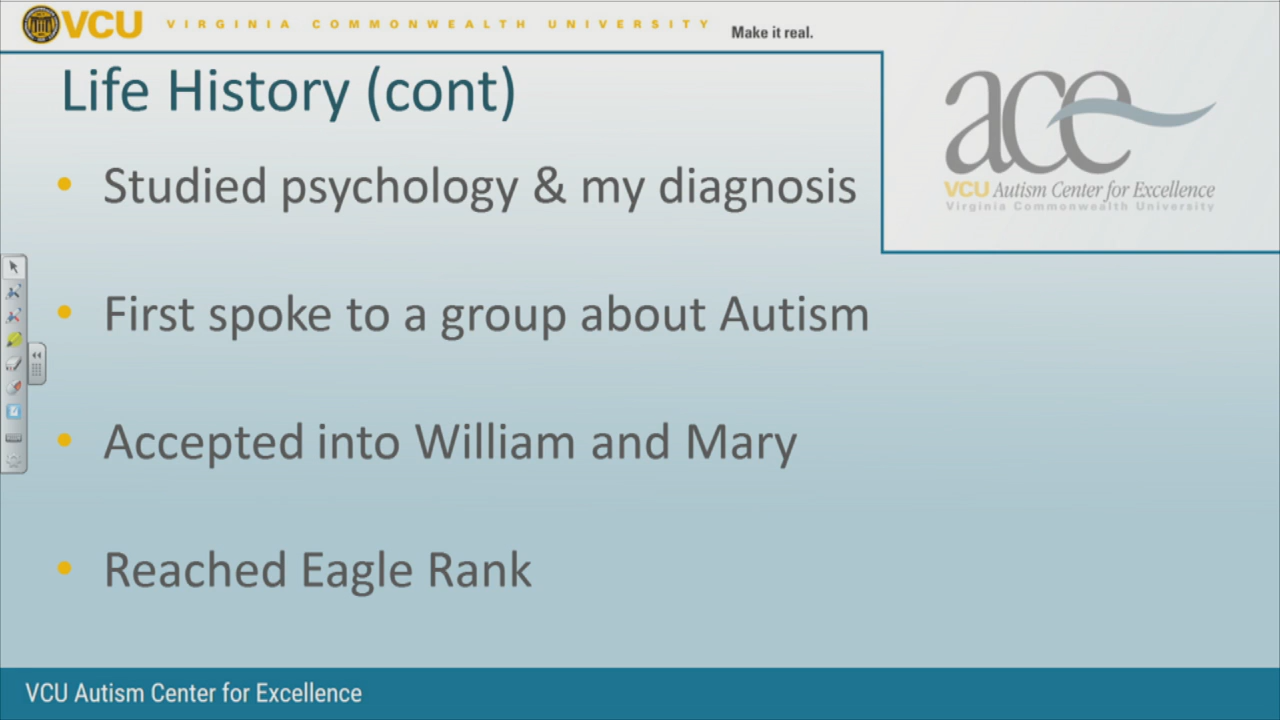 VCU VIRGINIA COMMONWEALTH UNIVERSITY Make it real.
Life History (cont)
ace
VCU Autism Center for Excellence
Virginia Commonwealth University
• Studied psychology & my diagnosis
• First spoke to a group about Autism
• Accepted into William and Mary
• Reached Eagle Rank
VCU Autism Center for Excellence